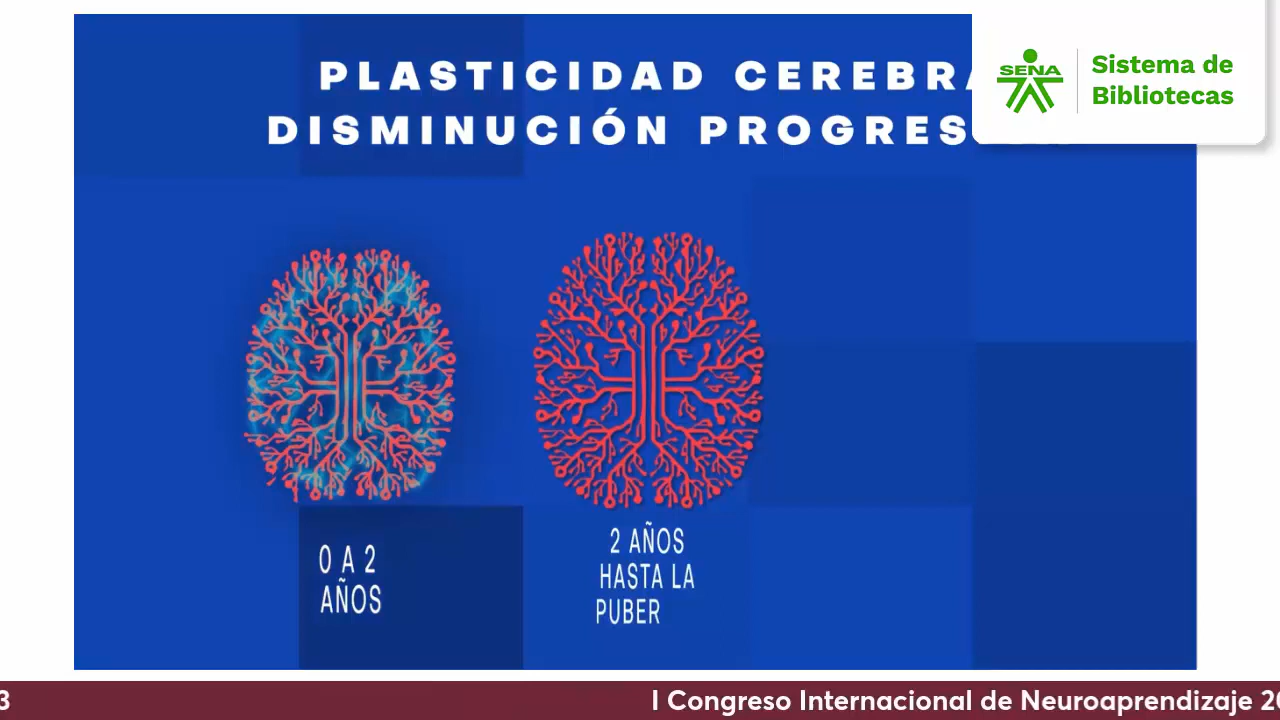 PLASTICIDAD CEREBRA
DISMINUCIÓN PROGRES
SENA
Sistema de
Bibliotecas
0 A 2
AÑOS
2 AÑOS
HASTA LA
PUBER
3
I Congreso Internacional de Neuroaprendizaje 20